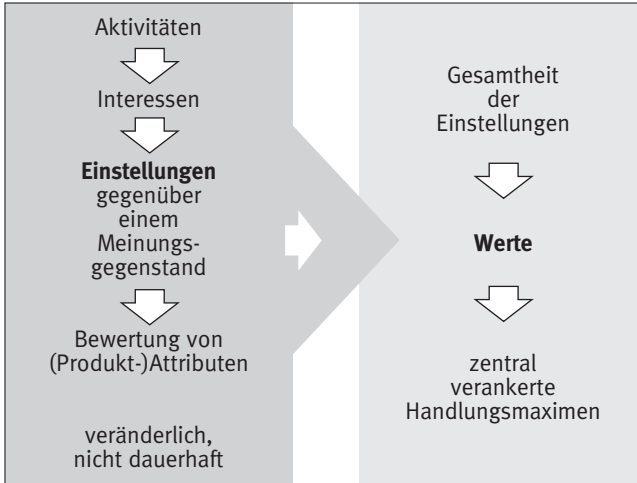 Aktivitäten
Interessen
Einstellungen
gegenüber
einem
Meinungs-
gegenstand
Bewertung von
(Produkt-)Attributen
veränderlich,
nicht dauerhaft
Gesamtheit
der
Einstellungen
Werte
zentral
verankerte
Handlungsmaximen